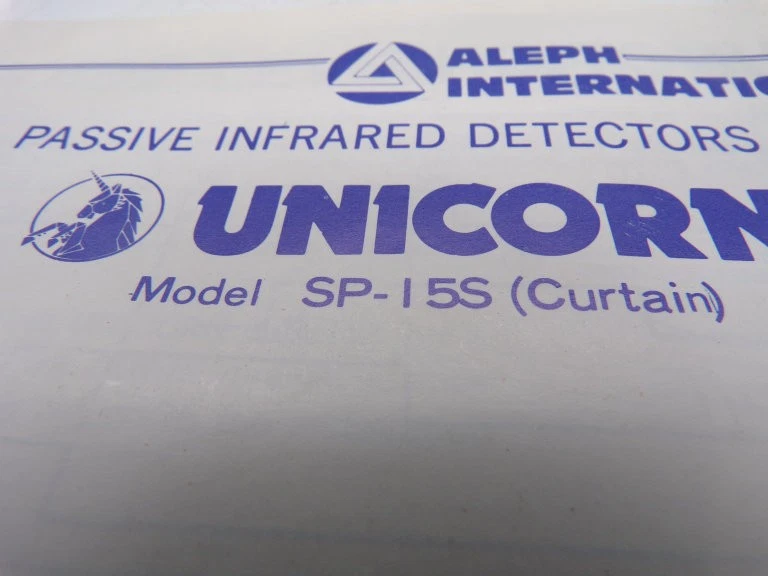 ALEPH
INTERNATIO
PASSIVE INFRARED DETECTORS
UNICORN
Model SP-15S (Curtain)